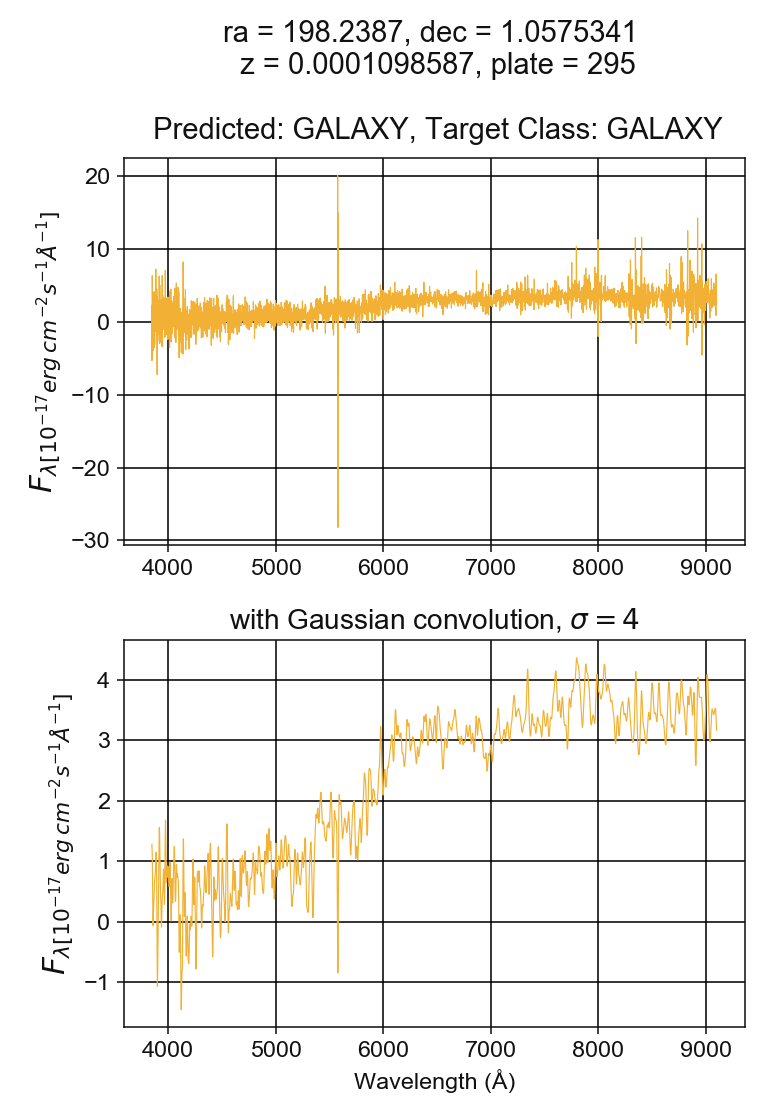 ra = 198.2387, dec = 1.0575341
z = 0.0001098587, plate = 295
Predicted: GALAXY, Target Class: GALAXY
20
10
0
−10
−20
−30
F_λ[10^{−17} erg cm^{−2} s^{−1} Å^{−1}]
4000 5000 6000 7000 8000 9000
with Gaussian convolution, σ = 4
4
3
2
1
0
−1
F_λ[10^{−17} erg cm^{−2} s^{−1} Å^{−1}]
4000 5000 6000 7000 8000 9000
Wavelength (Å)